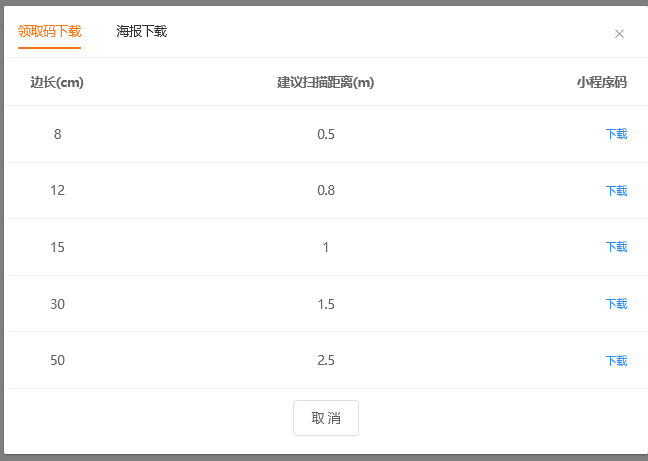 领取码下载 海报下载 ×
边长(cm) 建议扫描距离(m) 小程序码
8 0.5 下载
12 0.8 下载
15 1 下载
30 1.5 下载
50 2.5 下载
取 消